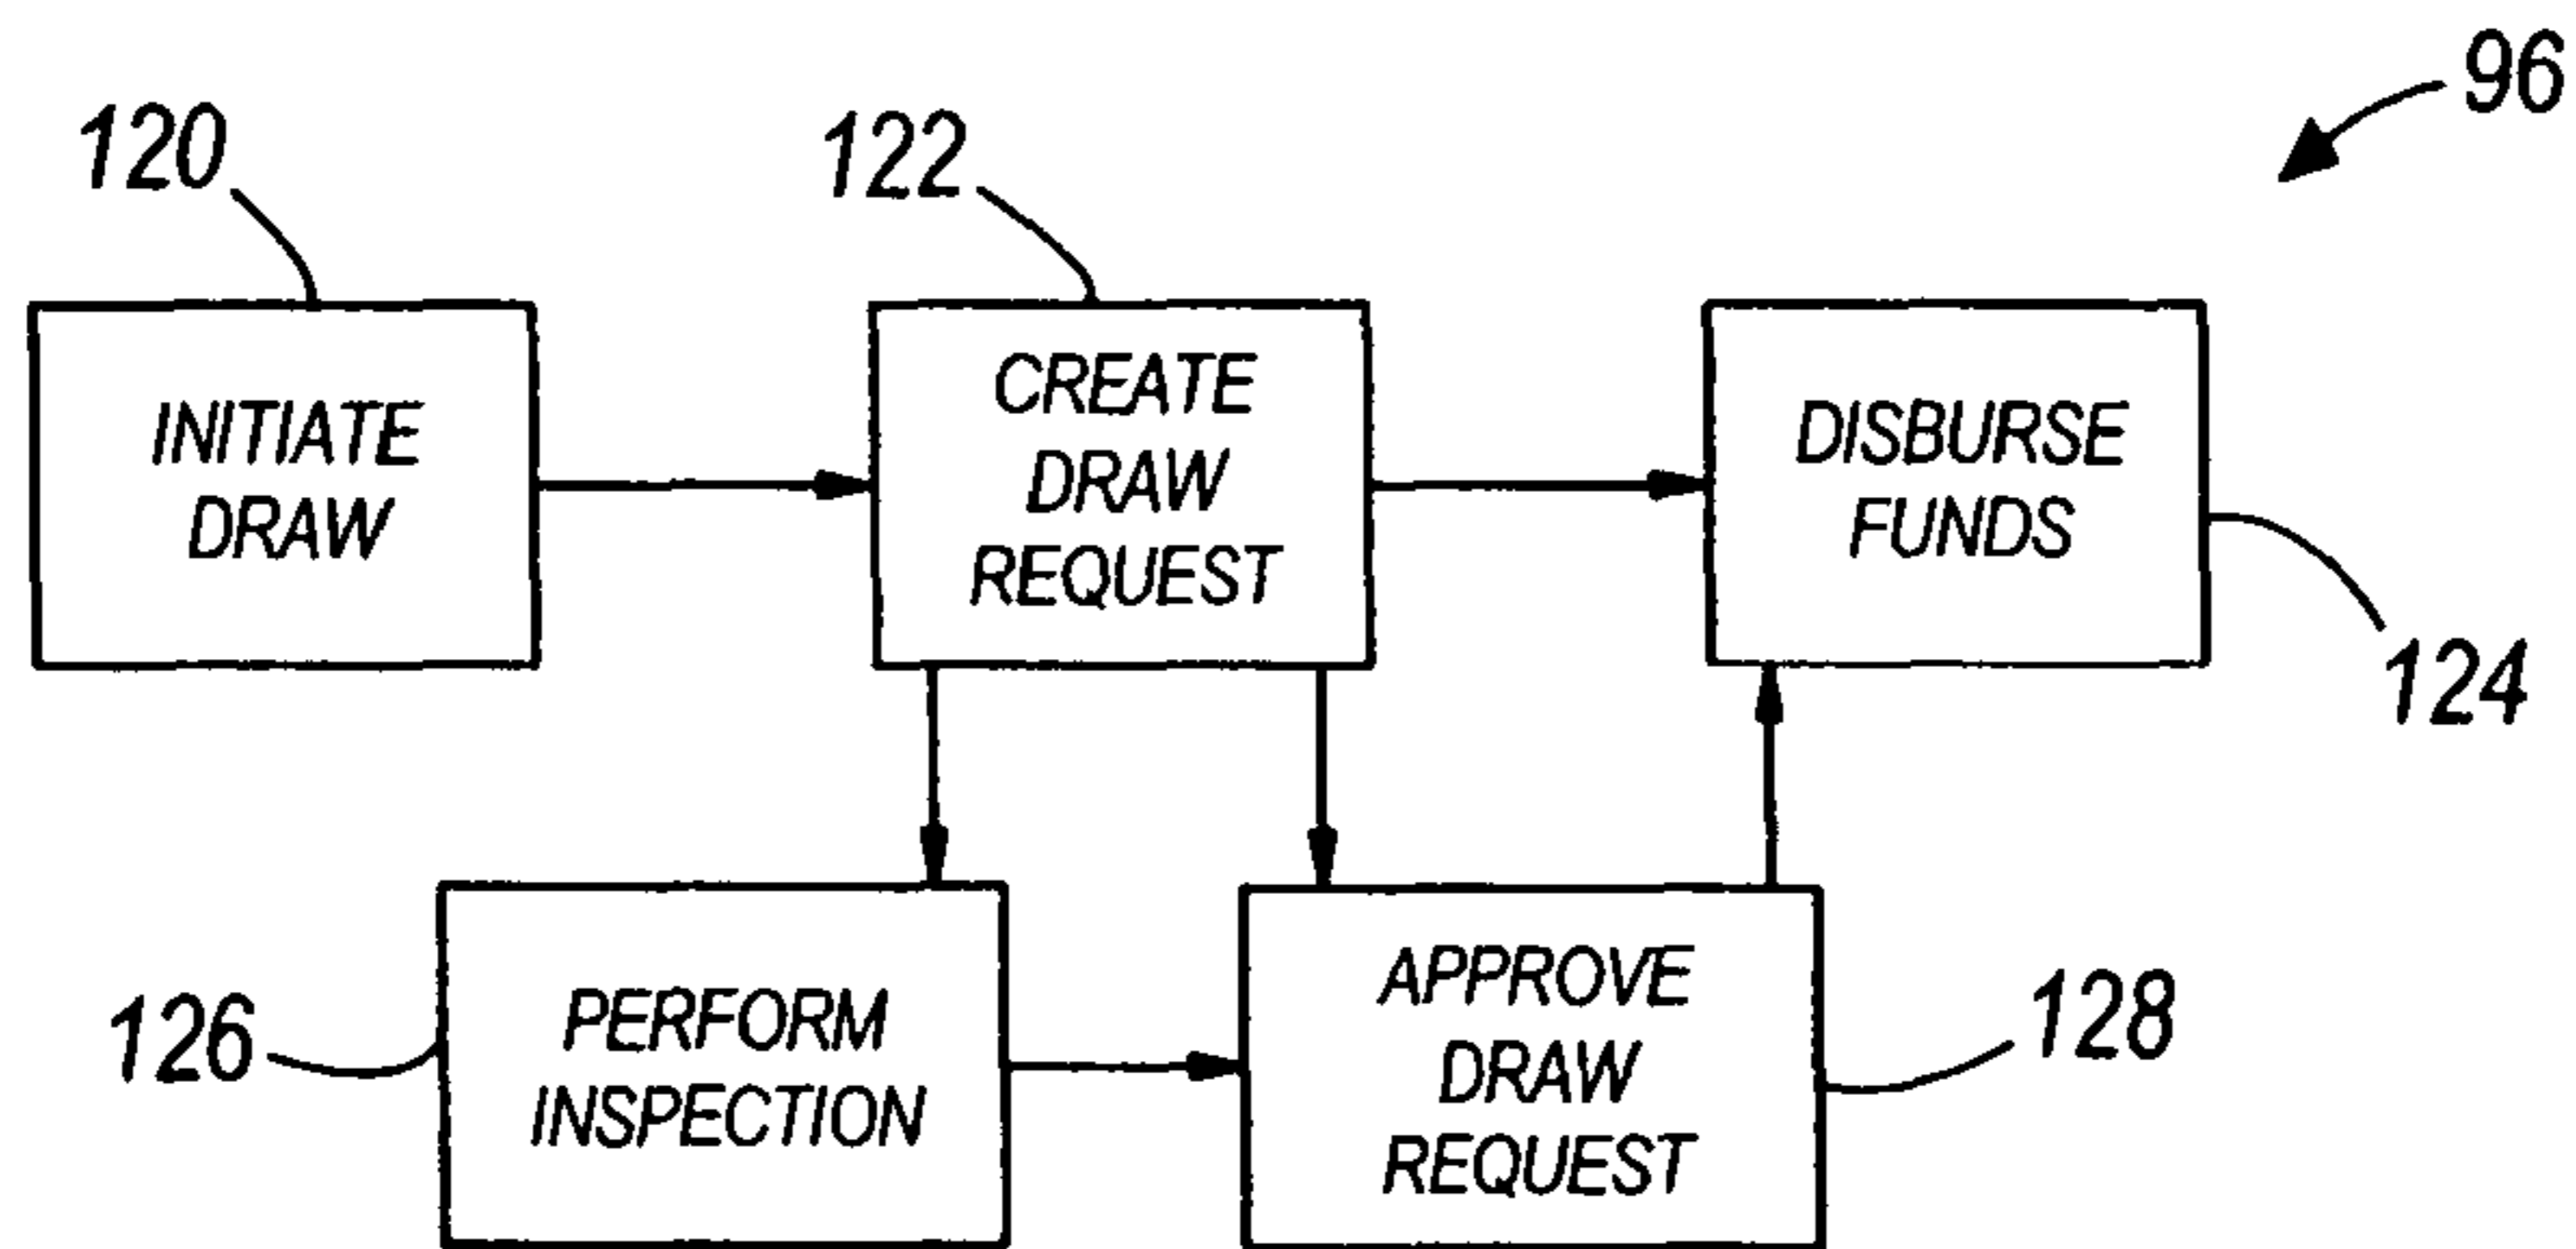 96
120
122
INITIATE
DRAW
CREATE
DRAW
REQUEST
DISBURSE
FUNDS
124
126
PERFORM
INSPECTION
APPROVE
DRAW
REQUEST
128